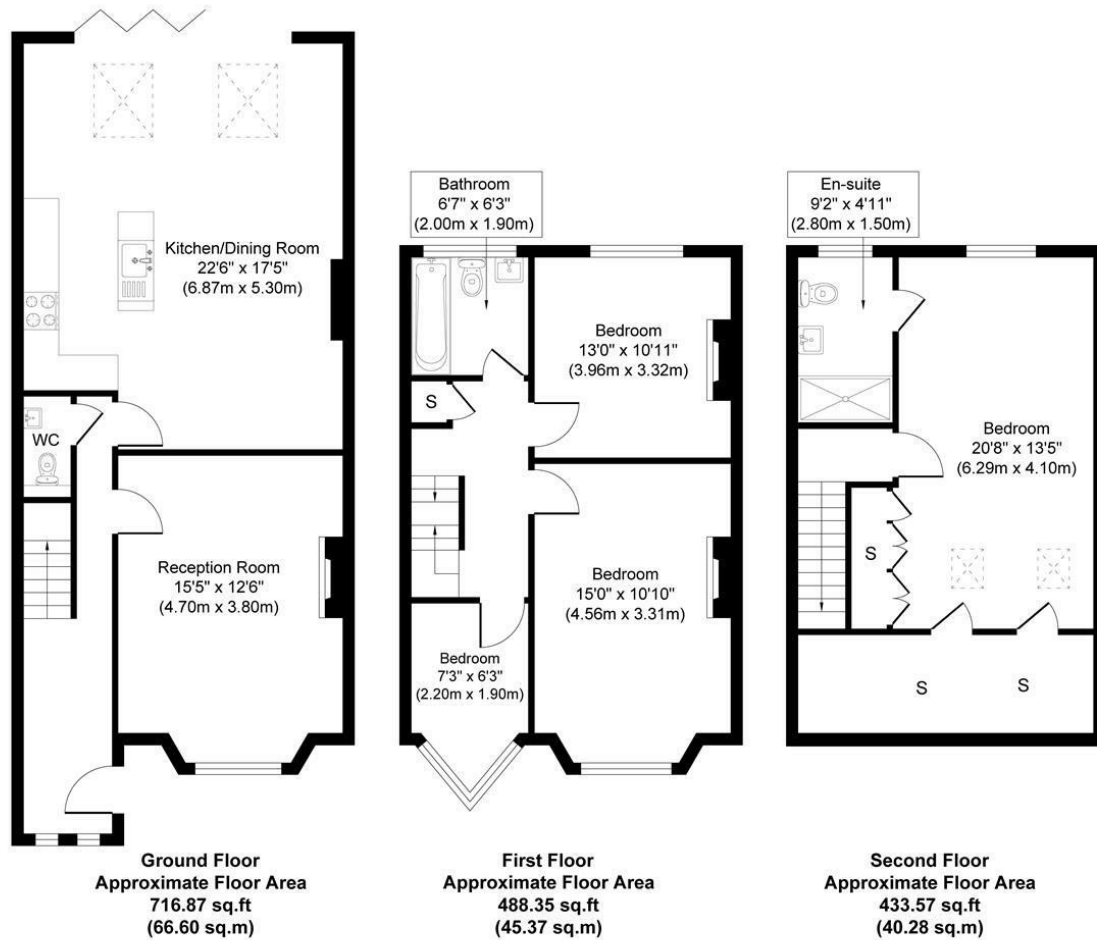 Kitchen/Dining Room
22'6" x 17'5"
(6.87m x 5.30m)
WC
Reception Room
15'5" x 12'6"
(4.70m x 3.80m)
Ground Floor
Approximate Floor Area
716.87 sq.ft
(66.60 sq.m)
Bathroom
6'7" x 6'3"
(2.00m x 1.90m)
Bedroom
13'0" x 10'11"
(3.96m x 3.32m)
S
Bedroom
15'0" x 10'10"
(4.56m x 3.31m)
Bedroom
7'3" x 6'3"
(2.20m x 1.90m)
First Floor
Approximate Floor Area
488.35 sq.ft
(45.37 sq.m)
En-suite
9'2" x 4'11"
(2.80m x 1.50m)
Bedroom
20'8" x 13'5"
(6.29m x 4.10m)
S
S
S
Second Floor
Approximate Floor Area
433.57 sq.ft
(40.28 sq.m)